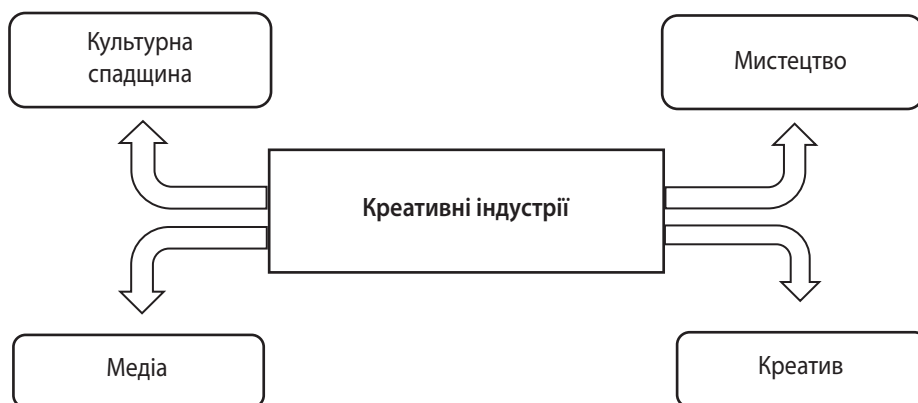 Культурна
спадщина
Мистецтво
Креативні індустрії
Медіа
Креатив